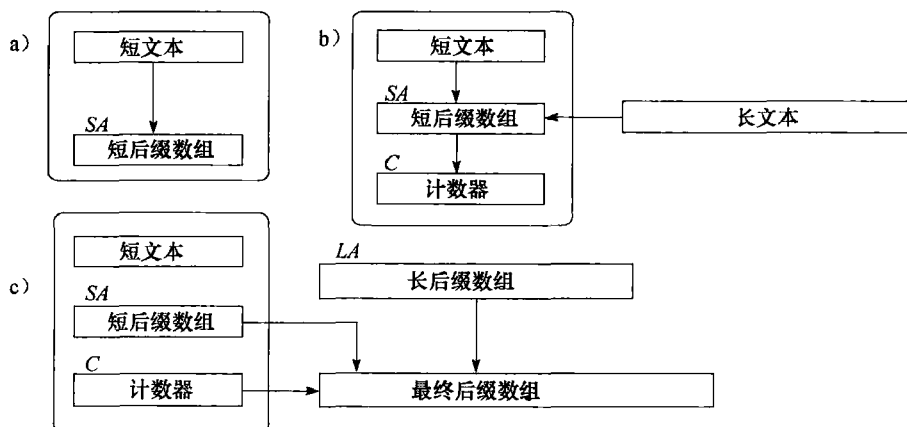 a）
短文本
SA
短后缀数组
b）
短文本
SA
短后缀数组
长文本
C
计数器
c）
短文本
SA
短后缀数组
C
计数器
LA
长后缀数组
最终后缀数组